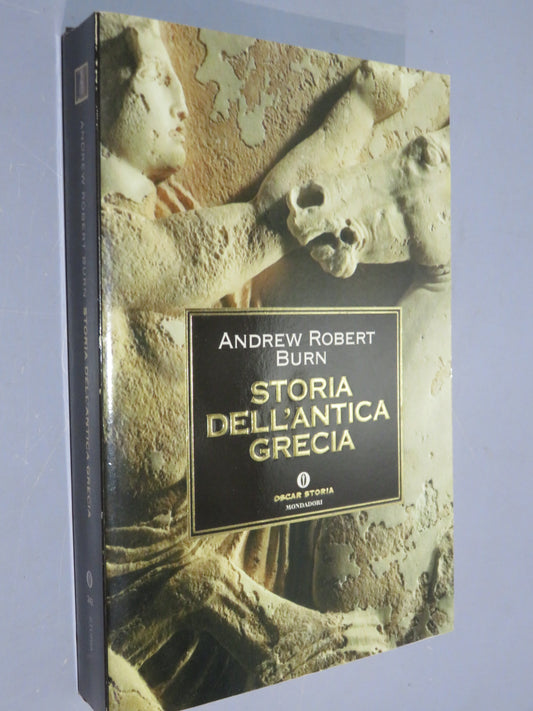 ANDREW ROBERT
BURN
STORIA
DELL'ANTICA
GRECIA
OSCAR STORIA
MONDADORI
ANDREW ROBERT BURN STORIA DELL'ANTICA GRECIA